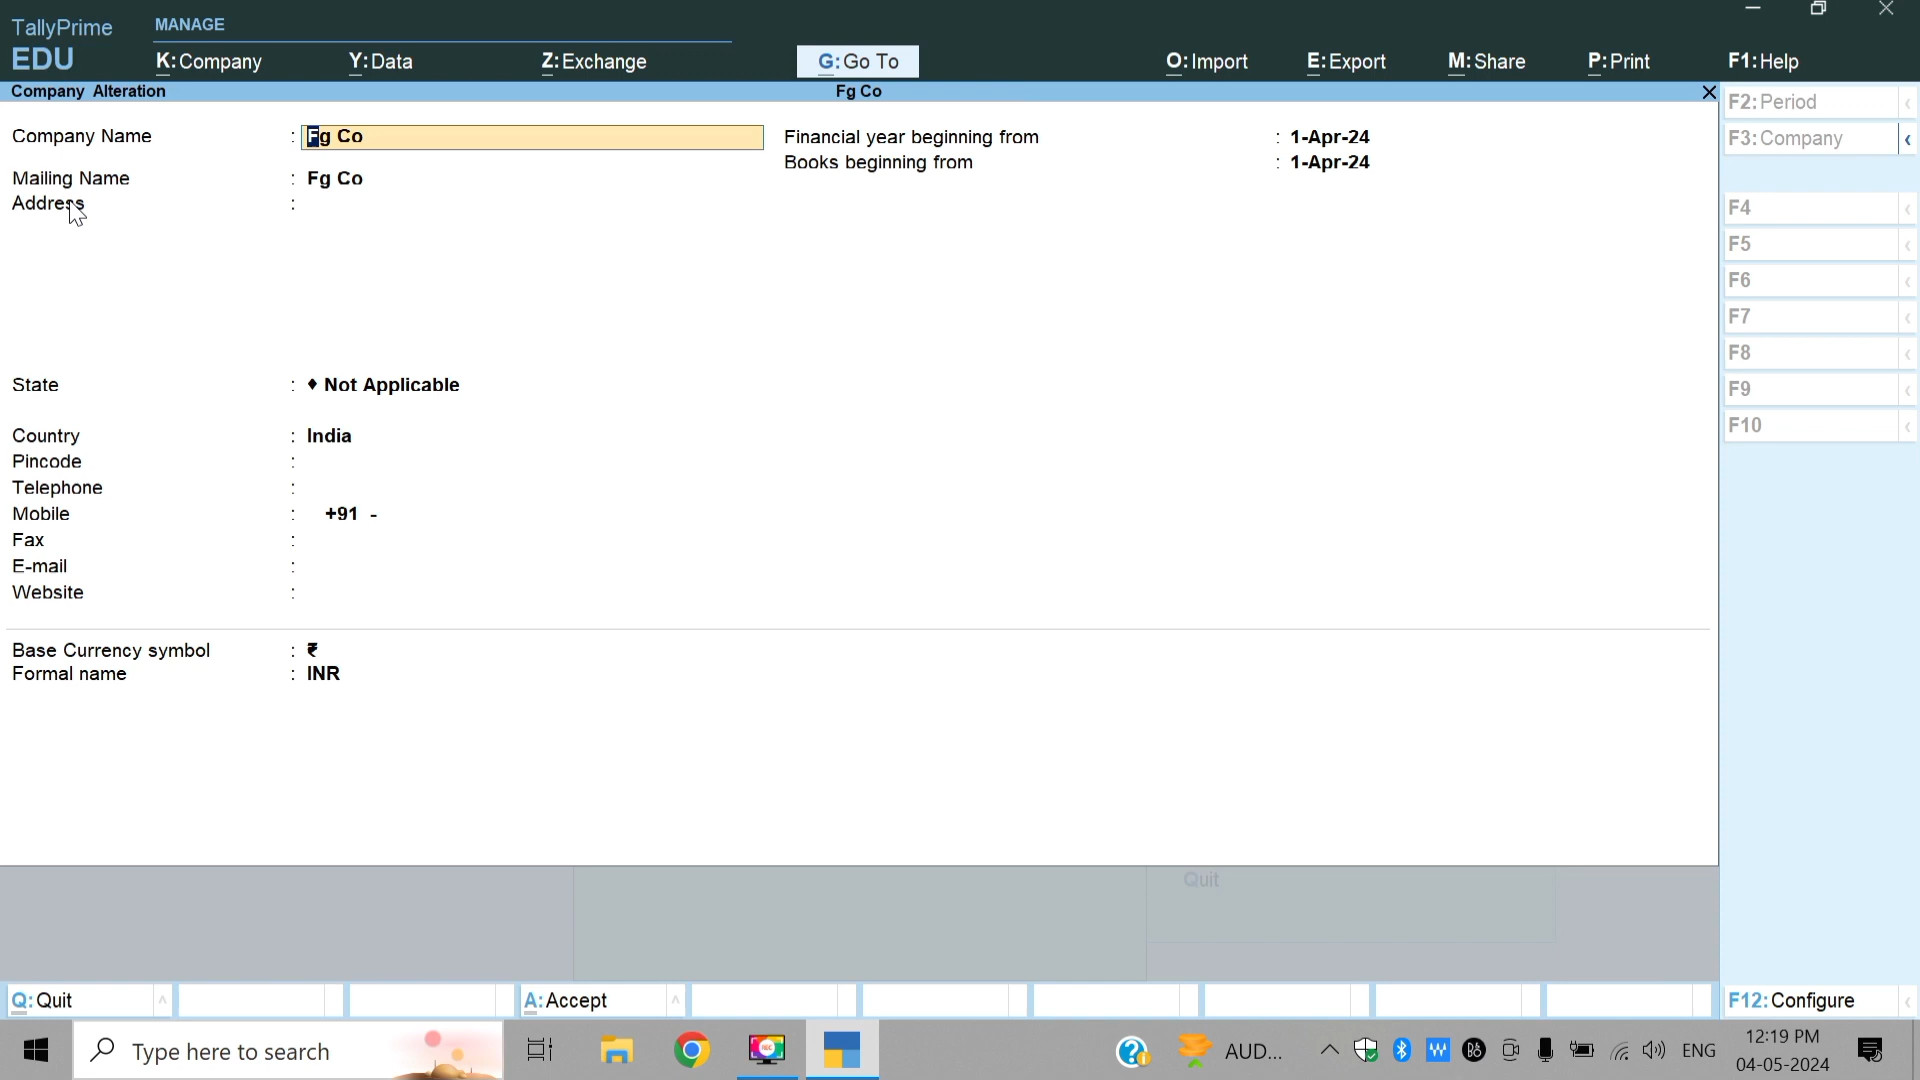 TallyPrime
EDU
MANAGE
K:Company Y:Data Z:Exchange G:Go To O:Import E:Export M:Share P:Print F1:Help
Company Alteration Fg Co
F2:Period
F3:Company
F4
F5
F6
F7
F8
F9
F10
Company Name : Fg Co
Financial year beginning from : 1-Apr-24
Books beginning from : 1-Apr-24
Mailing Name : Fg Co
Address :
State : ♦ Not Applicable
Country : India
Pincode :
Telephone :
Mobile : +91 -
Fax :
E-mail :
Website :
Base Currency symbol : ₹
Formal name : INR
Quit
Q:Quit A:Accept F12:Configure
Type here to search
AUD...
ENG
12:19 PM
04-05-2024